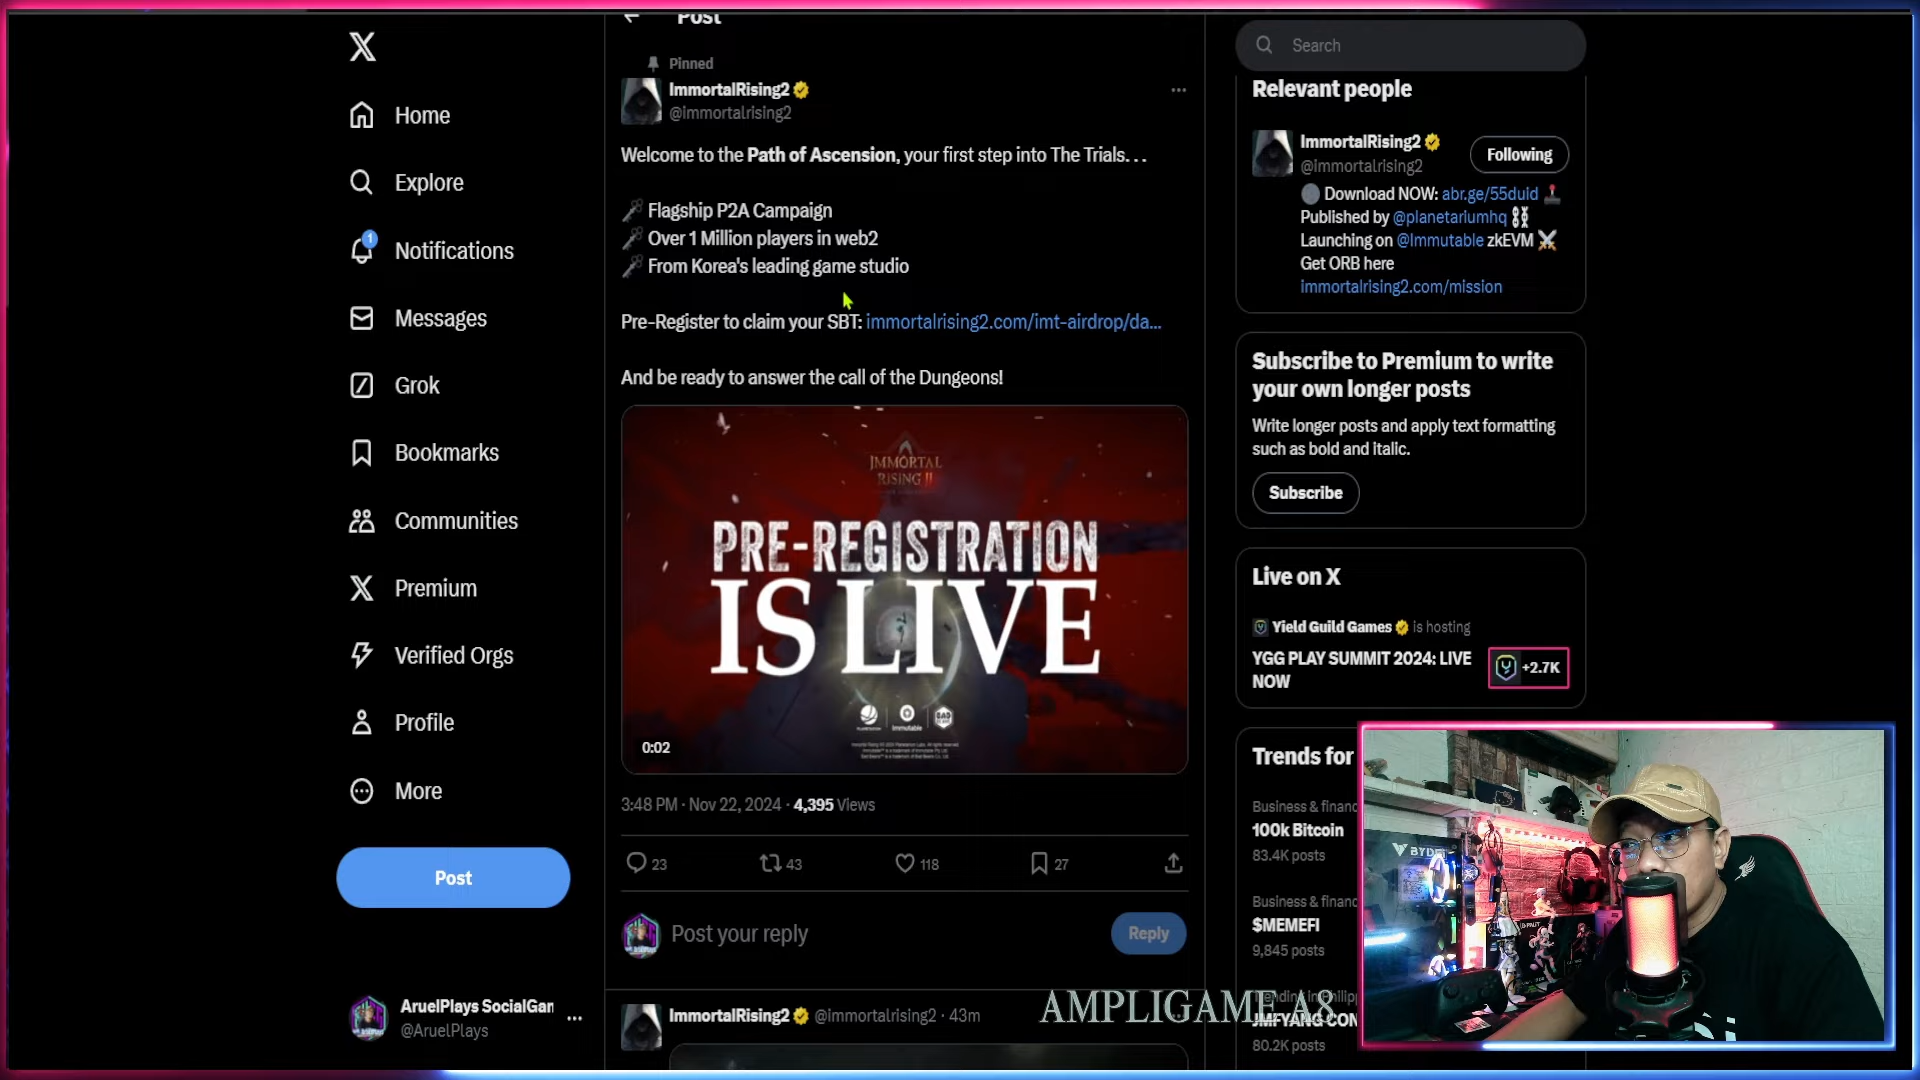 Home
Explore
1
Notifications
Messages
Grok
Bookmarks
Communities
Premium
Verified Orgs
Profile
More
Post
AruelPlays SocialGan
@AruelPlays
Post
Pinned
ImmortalRising2
@immortalrising2
Welcome to the Path of Ascension, your first step into The Trials...
Flagship P2A Campaign
Over 1 Million players in web2
From Korea's leading game studio
Pre-Register to claim your SBT: immortalrising2.com/imt-airdrop/da...
And be ready to answer the call of the Dungeons!
IMMORTAL
RISING II
PRE-REGISTRATION
IS LIVE
Immutable
0:02
3:48 PM · Nov 22, 2024 · 4,395 Views
23
43
118
27
Post your reply
Reply
ImmortalRising2 @immortalrising2 · 43m
Search
Relevant people
ImmortalRising2
@immortalrising2
Following
Download NOW: abr.ge/55duid
Published by @planetariumhq
Launching on @Immutable zkEVM
Get ORB here
immortalrising2.com/mission
Subscribe to Premium to write
your own longer posts
Write longer posts and apply text formatting
such as bold and italic.
Subscribe
Live on X
Yield Guild Games is hosting
YGG PLAY SUMMIT 2024: LIVE
NOW
+2.7K
Trends for
Business & financ
100k Bitcoin
83.4K posts
Business & financ
$MEMEFI
9,845 posts
AMPLIGAME A8
80.2K posts